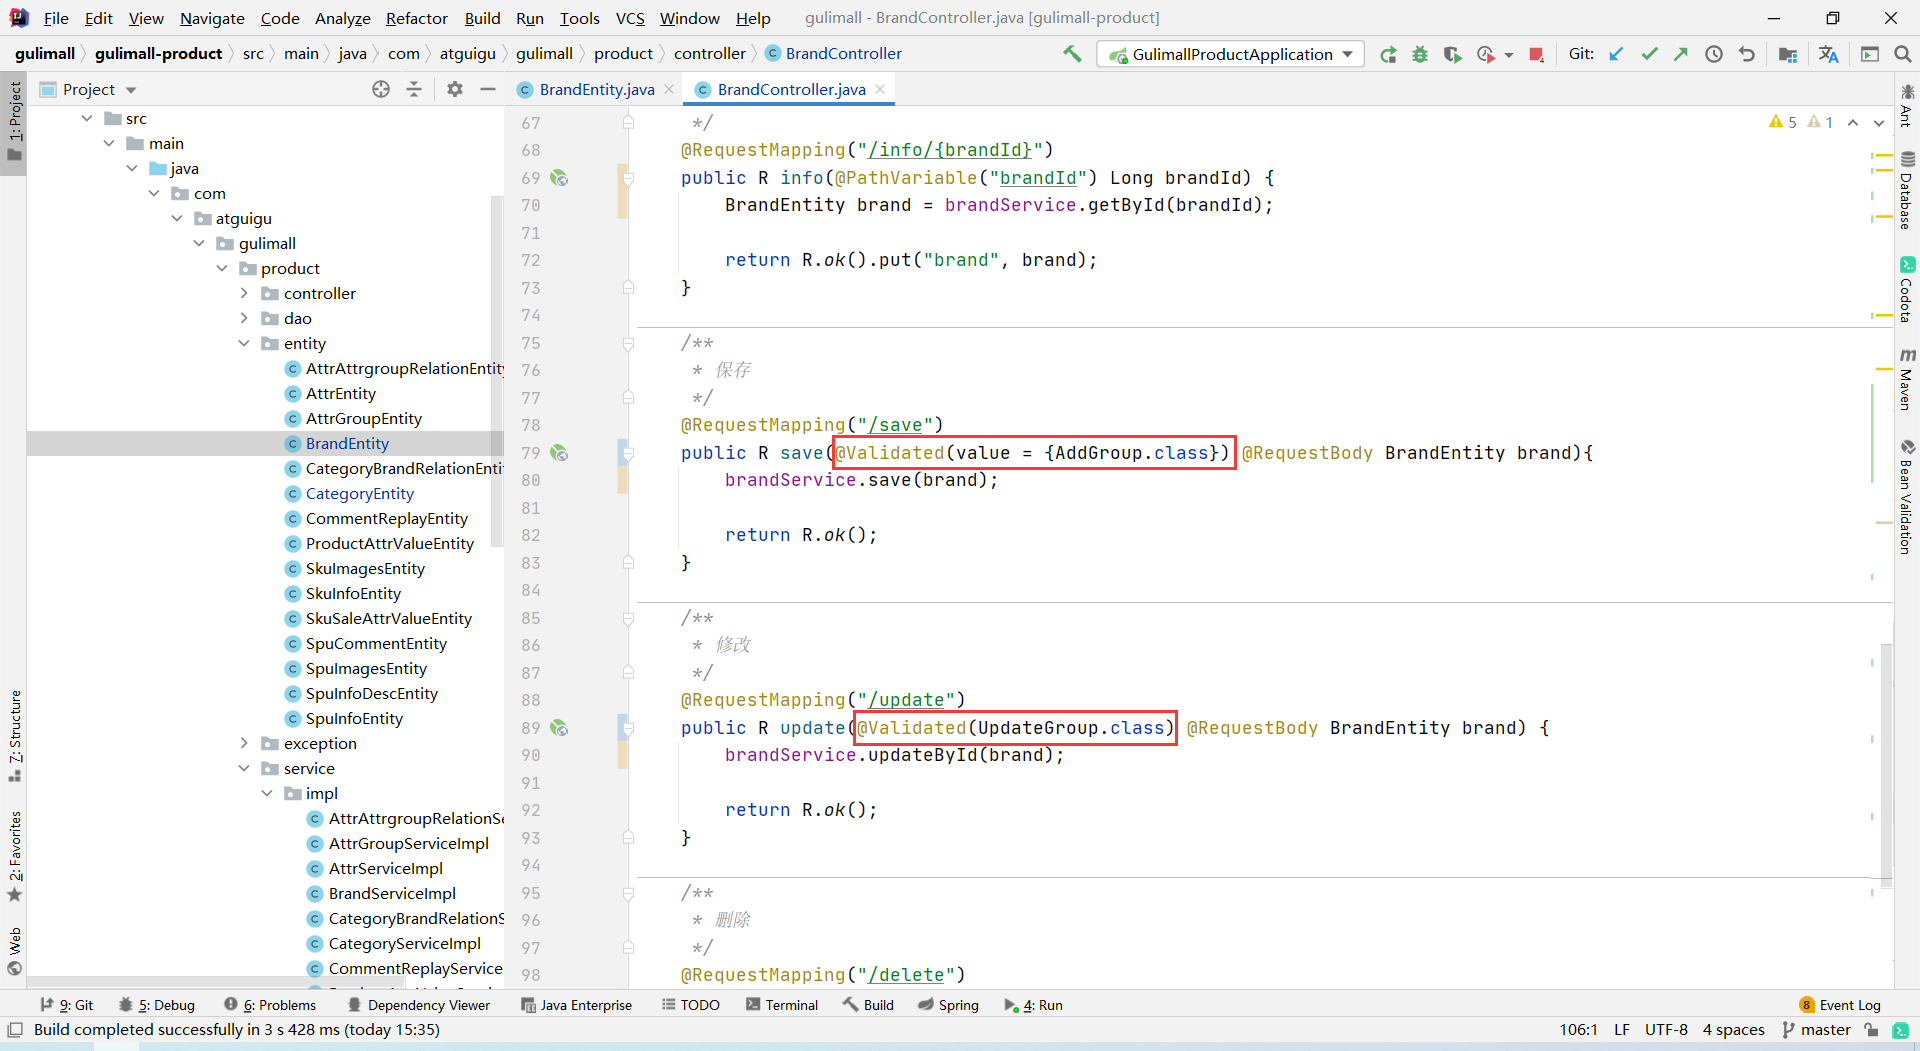 File Edit View Navigate Code Analyze Refactor Build Run Tools VCS Window Help gulimall - BrandController.java [gulimall-product]
gulimall gulimall-product src main java com atguigu gulimall product controller BrandController GulimallProductApplication Git:
Project BrandEntity.java BrandController.java
1: Project
7: Structure
2: Favorites
Web
src
main
java
com
atguigu
gulimall
product
controller
dao
entity
AttrAttrgroupRelationEntity
AttrEntity
AttrGroupEntity
BrandEntity
CategoryBrandRelationEnti
CategoryEntity
CommentReplayEntity
ProductAttrValueEntity
SkuImagesEntity
SkuInfoEntity
SkuSaleAttrValueEntity
SpuCommentEntity
SpuImagesEntity
SpuInfoDescEntity
SpuInfoEntity
exception
service
impl
AttrAttrgroupRelationSe
AttrGroupServiceImpl
AttrServiceImpl
BrandServiceImpl
CategoryBrandRelationS
CategoryServiceImpl
CommentReplayService
5 1
67 */
68 @RequestMapping("/info/{brandId}")
69 public R info(@PathVariable("brandId") Long brandId) {
70 BrandEntity brand = brandService.getById(brandId);
71
72 return R.ok().put("brand", brand);
73 }
74
75 /**
76 * 保存
77 */
78 @RequestMapping("/save")
79 public R save(@Validated(value = {AddGroup.class}) @RequestBody BrandEntity brand){
80 brandService.save(brand);
81
82 return R.ok();
83 }
84
85 /**
86 * 修改
87 */
88 @RequestMapping("/update")
89 public R update(@Validated(UpdateGroup.class) @RequestBody BrandEntity brand) {
90 brandService.updateById(brand);
91
92 return R.ok();
93 }
94
95 /**
96 * 删除
97 */
98 @RequestMapping("/delete")
Ant
Database
Codota
Maven
Bean Validation
9: Git 5: Debug 6: Problems Dependency Viewer Java Enterprise TODO Terminal Build Spring 4: Run 8 Event Log
Build completed successfully in 3 s 428 ms (today 15:35) 106:1 LF UTF-8 4 spaces master